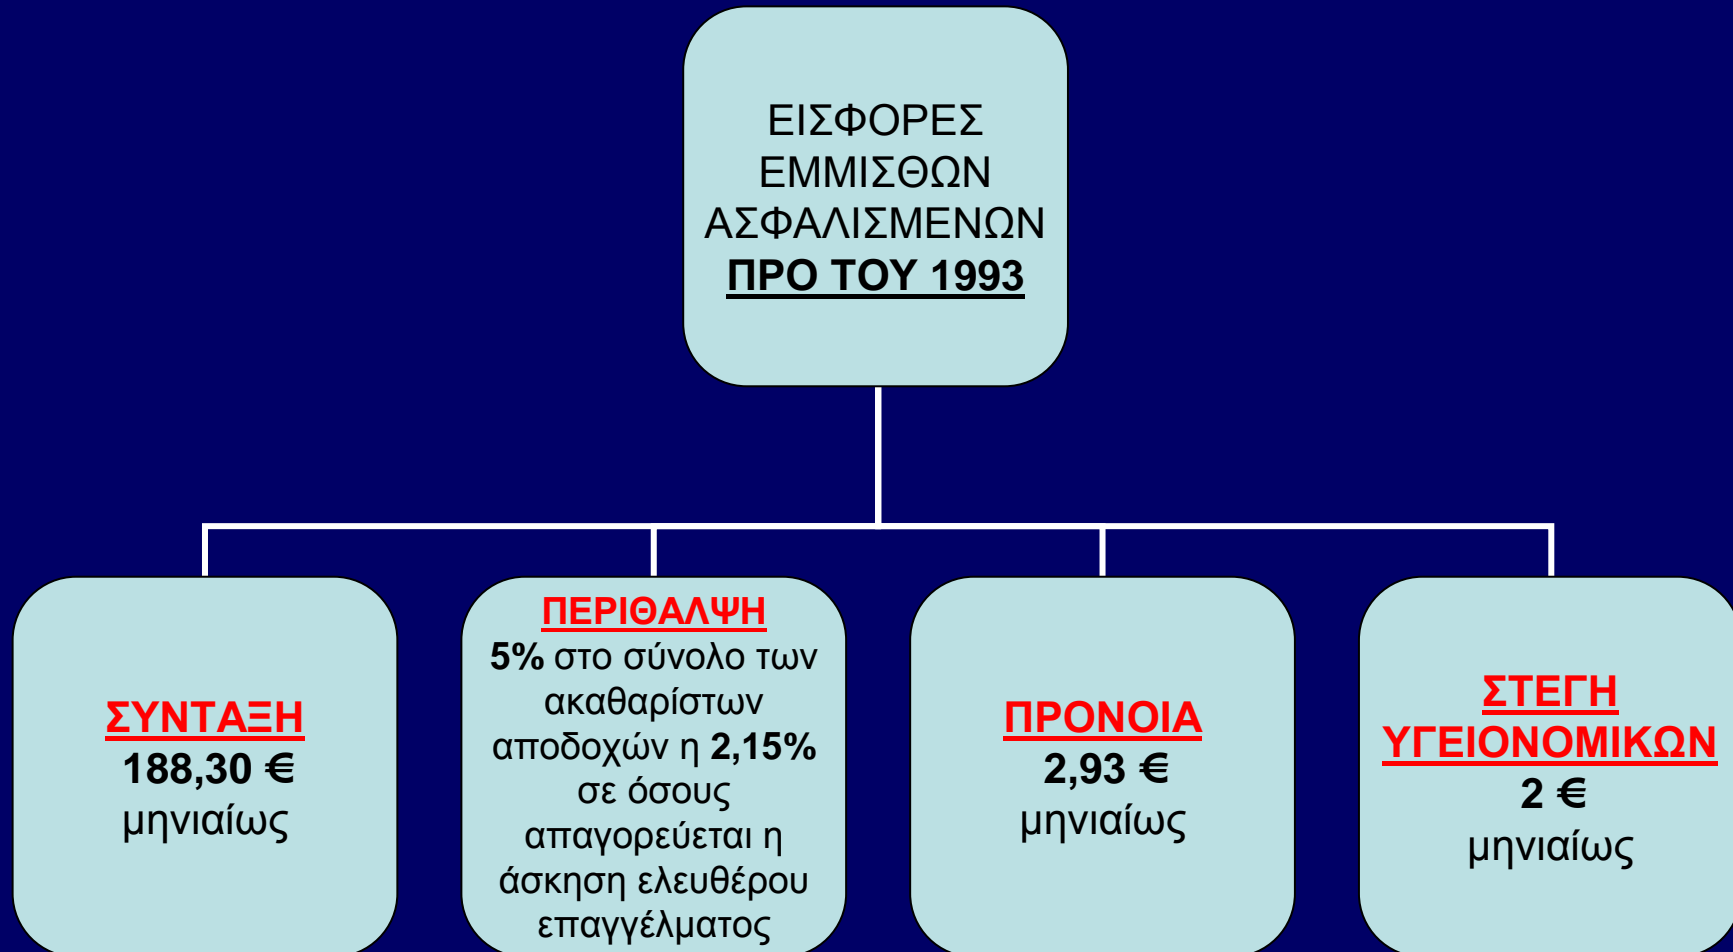 ΕΙΣΦΟΡΕΣ
ΕΜΜΙΣΘΩΝ
ΑΣΦΑΛΙΣΜΕΝΩΝ
ΠΡΟ ΤΟΥ 1993
ΣΥΝΤΑΞΗ
188,30 €
μηνιαίως
ΠΕΡΙΘΑΛΨΗ
5% στο σύνολο των
ακαθαρίστων
αποδοχών η 2,15%
σε όσους
απαγορεύεται η
άσκηση ελευθέρου
επαγγέλματος
ΠΡΟΝΟΙΑ
2,93 €
μηνιαίως
ΣΤΕΓΗ
ΥΓΕΙΟΝΟΜΙΚΩΝ
2 €
μηνιαίως